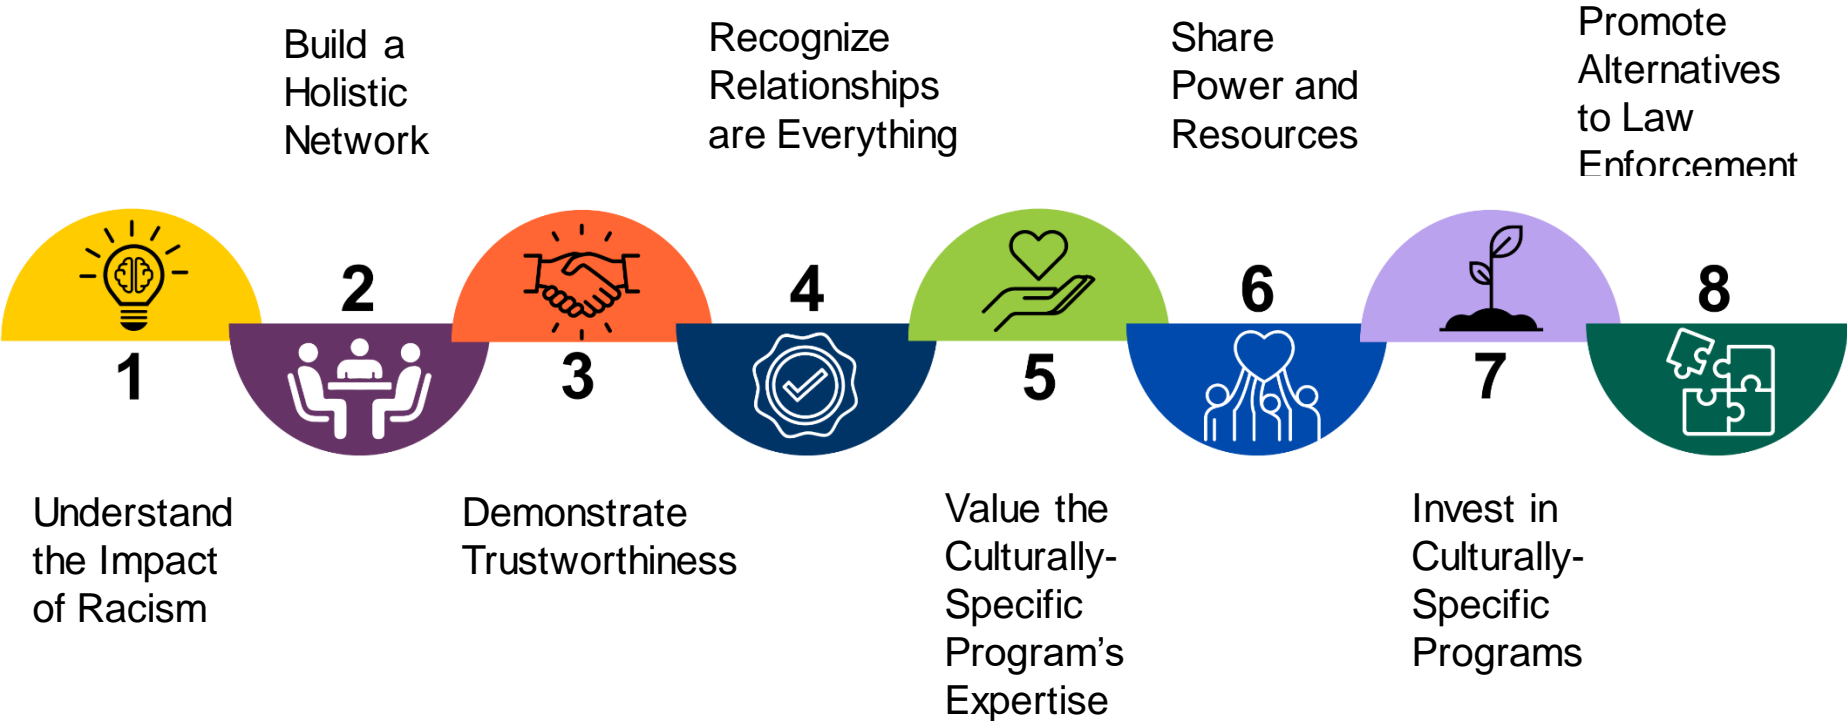 1
Understand
the Impact
of Racism
2
Build a
Holistic
Network
3
Demonstrate
Trustworthiness
4
Recognize
Relationships
are Everything
5
Value the
Culturally-
Specific
Program’s
Expertise
6
Share
Power and
Resources
7
Invest in
Culturally-
Specific
Programs
8
Promote
Alternatives
to Law
Enforcement